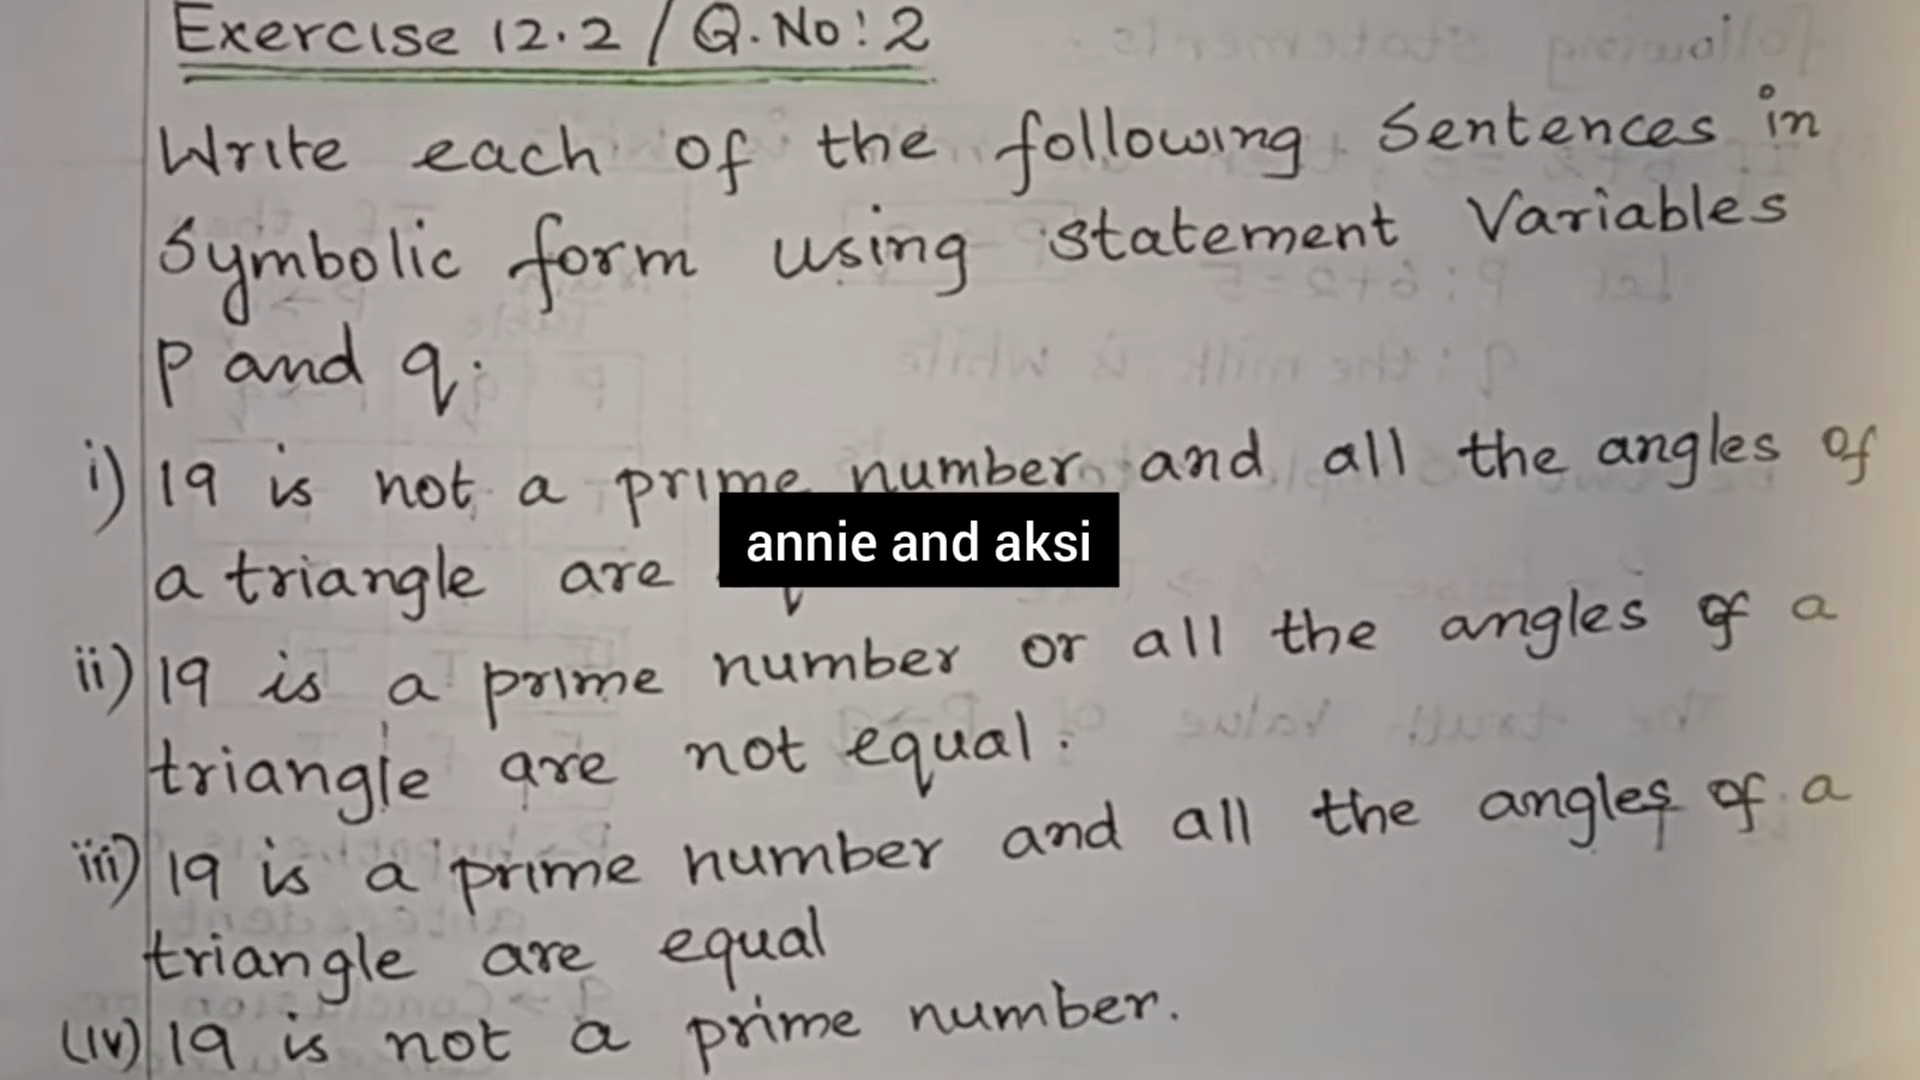 Exercise 12.2 / Q.No: 2
Write each of the following Sentences in
Symbolic form using statement Variables
p and q.
i) 19 is not a prime number and all the angles of
annie and aksi
a triangle are
ii) 19 is a prime number or all the angles of a
triangle are not equal.
iii) 19 is a prime number and all the angles of a
triangle are equal
(iv) 19 is not a prime number.